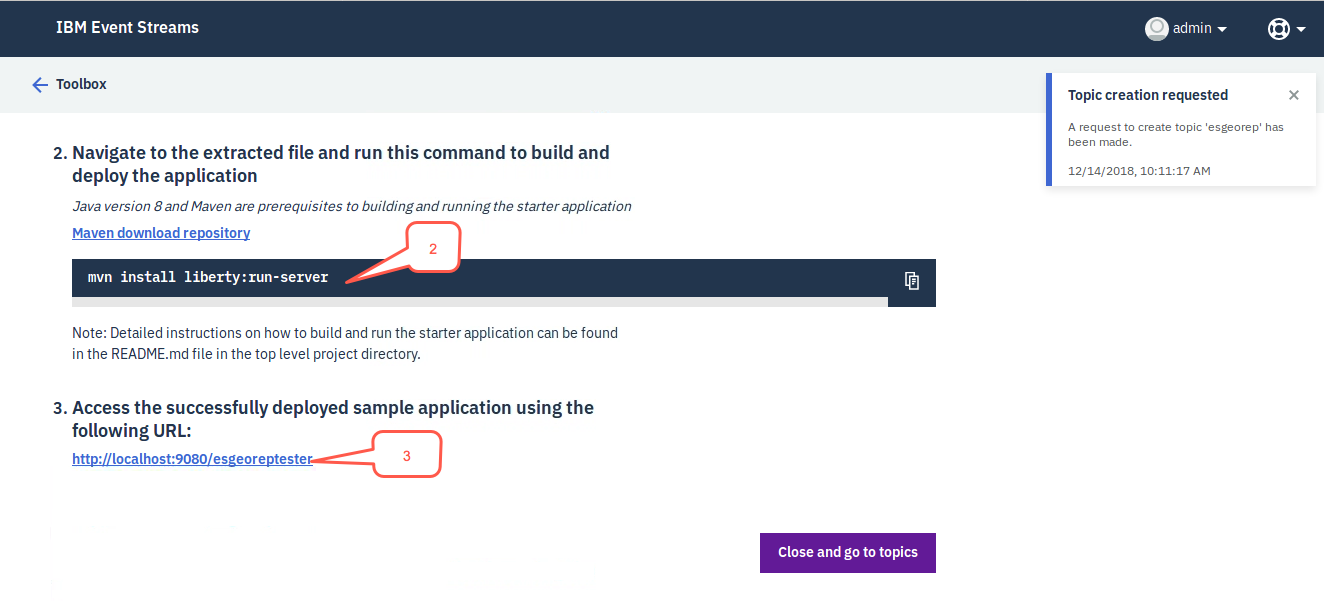 IBM Event Streams
admin
Toolbox
Topic creation requested
A request to create topic 'esgeorep' has
been made.
12/14/2018, 10:11:17 AM
2. Navigate to the extracted file and run this command to build and
deploy the application
Java version 8 and Maven are prerequisites to building and running the starter application
Maven download repository
2
mvn install liberty:run-server
Note: Detailed instructions on how to build and run the starter application can be found
in the README.md file in the top level project directory.
3. Access the successfully deployed sample application using the
following URL:
http://localhost:9080/esgeoreptester
3
Close and go to topics